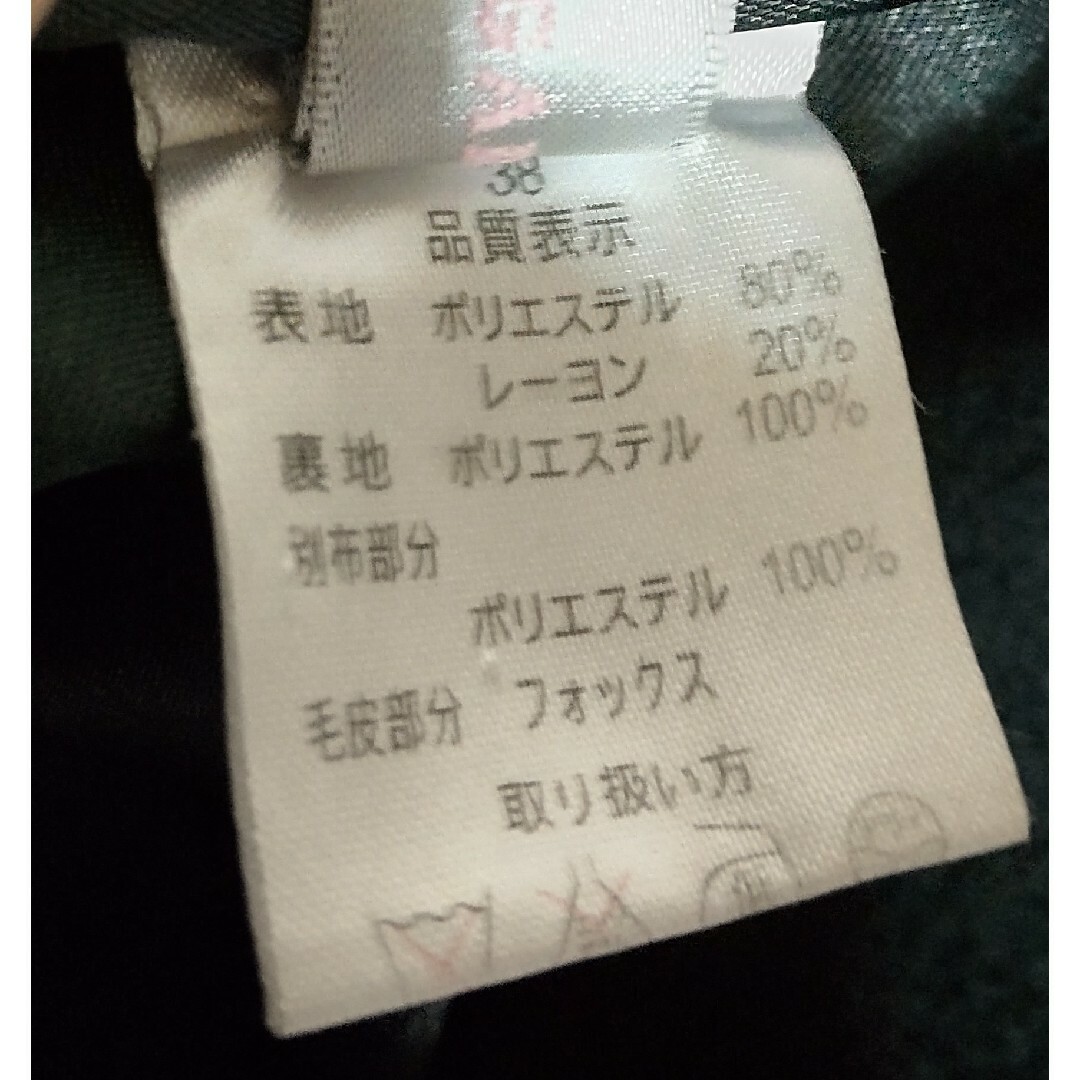 38
品質表示
表地 ポリエステル 80%
レーヨン 20%
裏地 ポリエステル 100%
別布部分
ポリエステル 100%
毛皮部分 フォックス
取り扱い方